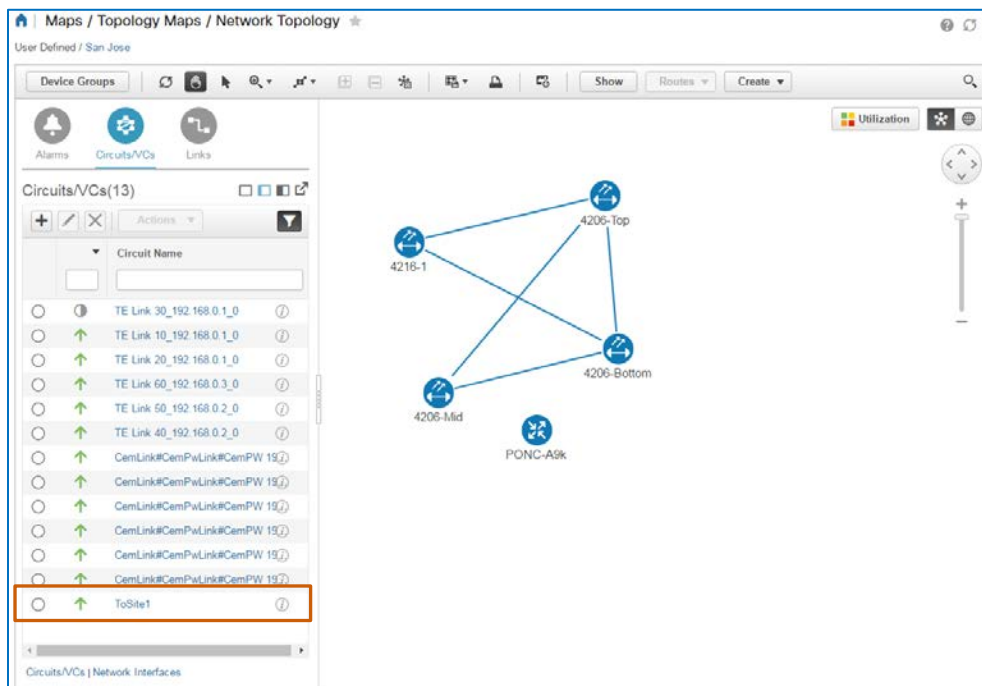 Maps / Topology Maps / Network Topology
User Defined / San Jose
Device Groups Show Routes Create
Alarms Circuits/VCs Links
Utilization
Circuits/VCs(13)
Actions
Circuit Name
TE Link 30_192.168.0.1_0
TE Link 10_192.168.0.1_0
TE Link 20_192.168.0.1_0
TE Link 60_192.168.0.3_0
TE Link 50_192.168.0.2_0
TE Link 40_192.168.0.2_0
CemLink#CemPwLink#CemPW 19
CemLink#CemPwLink#CemPW 19
CemLink#CemPwLink#CemPW 19
CemLink#CemPwLink#CemPW 19
CemLink#CemPwLink#CemPW 19
CemLink#CemPwLink#CemPW 19
ToSite1
Circuits/VCs | Network Interfaces
4206-Top
4216-1
4206-Bottom
4206-Mid
PONC-A9k